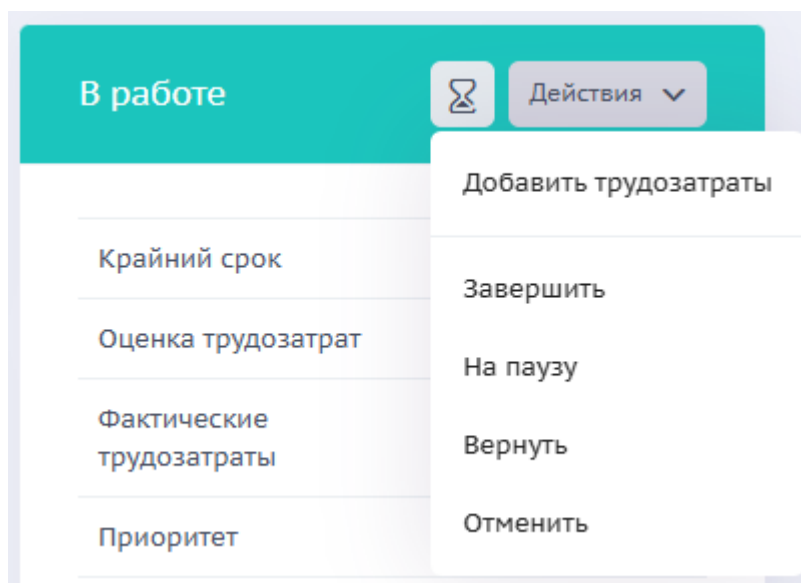 В работе
Действия
Добавить трудозатраты
Завершить
На паузу
Вернуть
Отменить
Крайний срок
Оценка трудозатрат
Фактические
трудозатраты
Приоритет